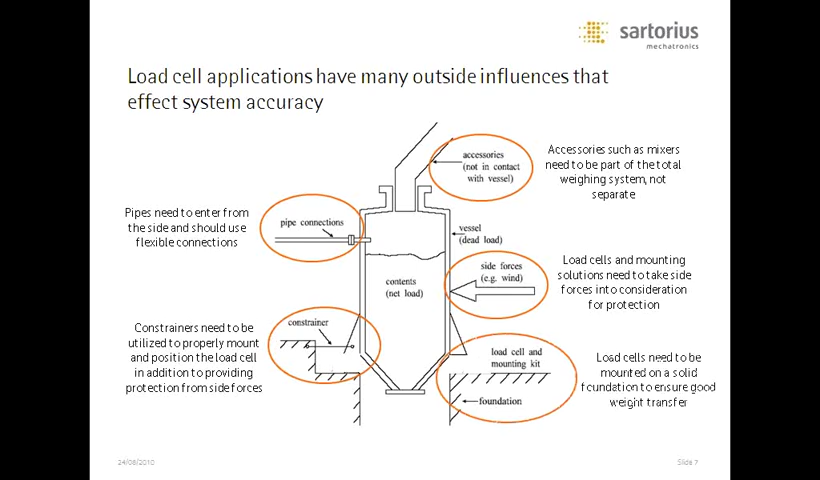 sartorius
mechatronics
Load cell applications have many outside influences that
effect system accuracy
accessories
(not in contact
with vessel)
Accessories such as mixers
need to be part of the total
weighing system, not
separate
Pipes need to enter from
the side and should use
flexible connections
pipe connections
vessel
(dead load)
side forces
(e.g. wind)
Load cells and mounting
solutions need to take side
forces into consideration
for protection
contents
(net load)
Constrainers need to be
utilized to properly mount
and position the load cell
in addition to providing
protection from side forces
constrainer
load cell and
mounting kit
foundation
Load cells need to be
mounted on a solid
foundation to ensure good
weight transfer
24/08/2010
Slide 7